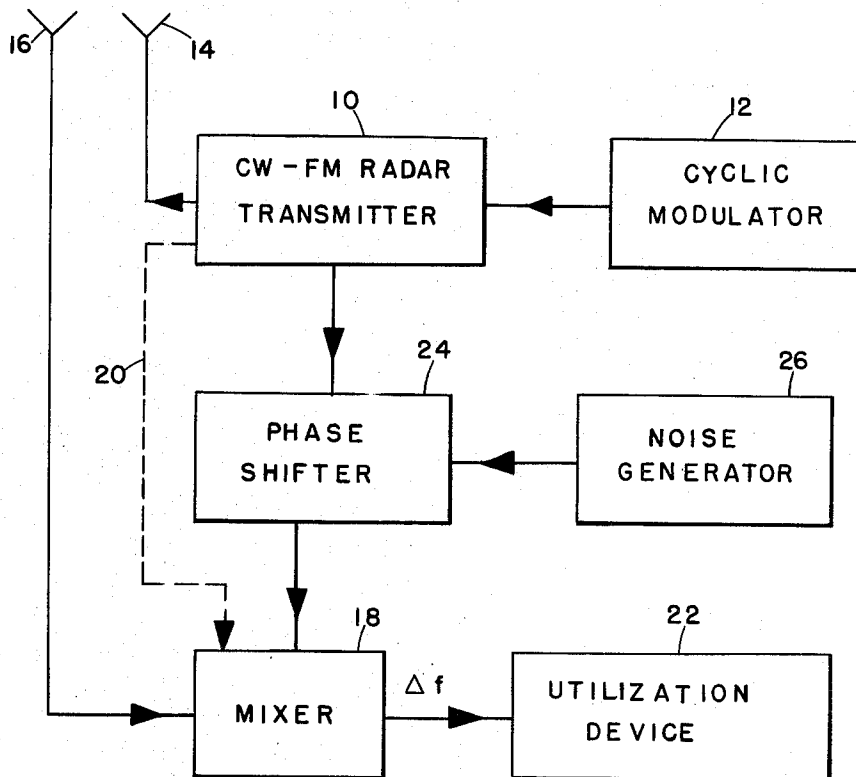 16
14
10
CW-FM RADAR
TRANSMITTER
12
CYCLIC
MODULATOR
20
24
PHASE
SHIFTER
26
NOISE
GENERATOR
18
MIXER
Δf
22
UTILIZATION
DEVICE